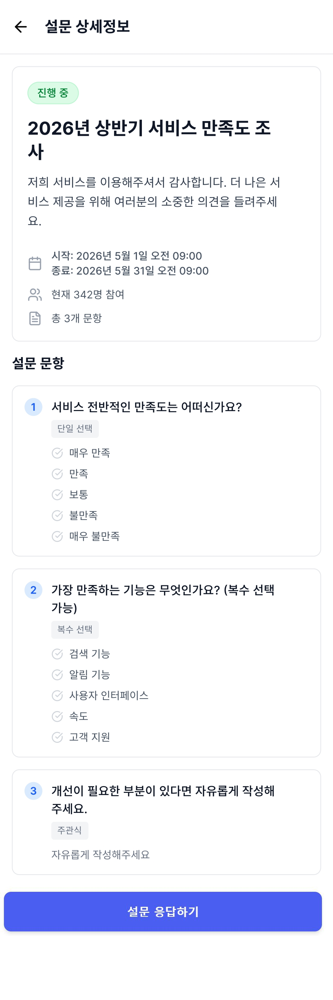 설문 상세정보
진행 중
2026년 상반기 서비스 만족도 조
사
저희 서비스를 이용해주셔서 감사합니다. 더 나은 서
비스 제공을 위해 여러분의 소중한 의견을 들려주세
요.
시작: 2026년 5월 1일 오전 09:00
종료: 2026년 5월 31일 오전 09:00
현재 342명 참여
총 3개 문항
설문 문항
1 서비스 전반적인 만족도는 어떠신가요?
단일 선택
매우 만족
만족
보통
불만족
매우 불만족
2 가장 만족하는 기능은 무엇인가요? (복수 선택
가능)
복수 선택
검색 기능
알림 기능
사용자 인터페이스
속도
고객 지원
3 개선이 필요한 부분이 있다면 자유롭게 작성해
주세요.
주관식
자유롭게 작성해주세요
설문 응답하기